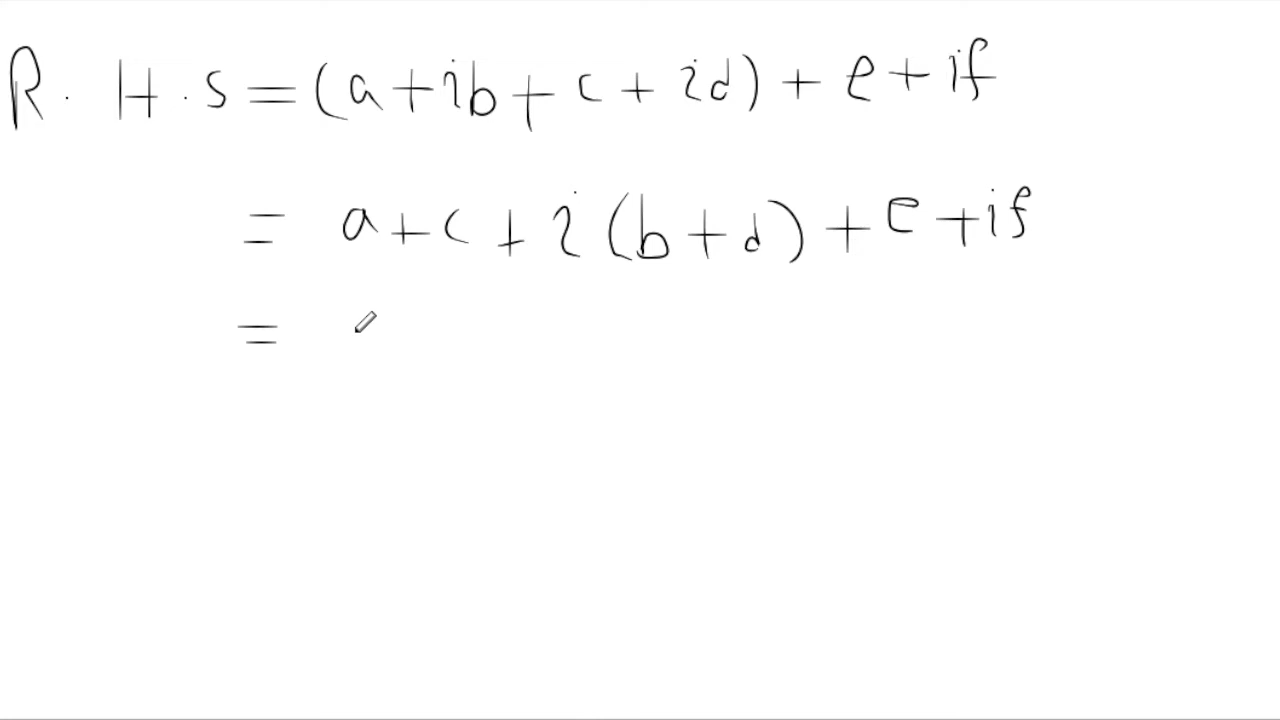 R. H. S = (a + ib + c + id) + e + if
= a + c + i (b + d) + e + if
=